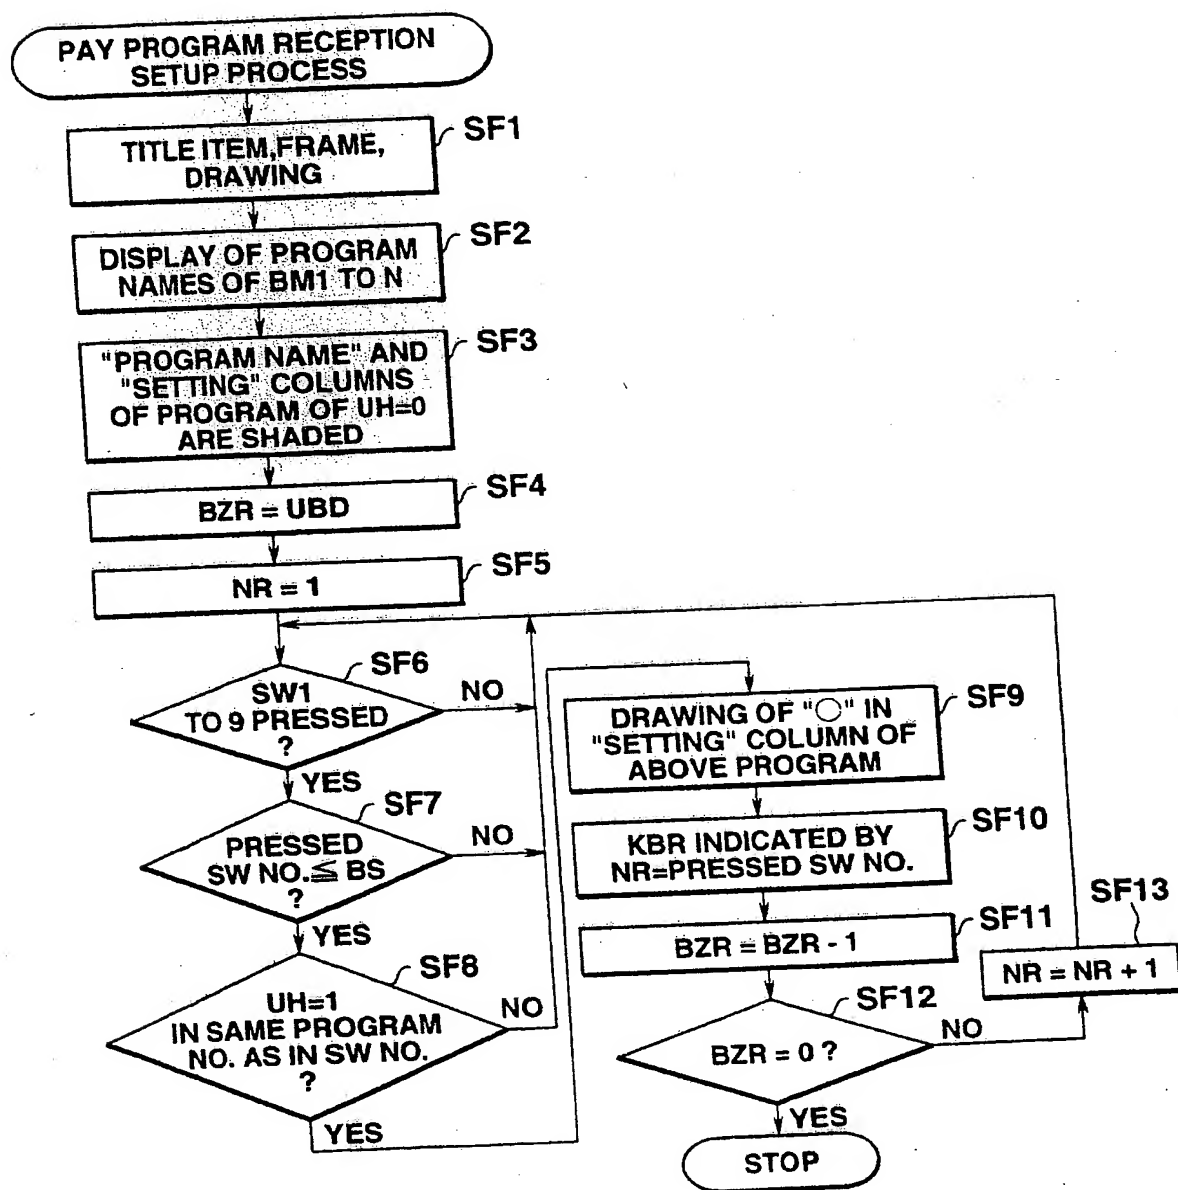 PAY PROGRAM RECEPTION
SETUP PROCESS
SF1
TITLE ITEM,FRAME,
DRAWING
SF2
DISPLAY OF PROGRAM
NAMES OF BM1 TO N
SF3
"PROGRAM NAME" AND
"SETTING" COLUMNS
OF PROGRAM OF UH=0
ARE SHADED
SF4
BZR = UBD
SF5
NR = 1
SF6
SW1
TO 9 PRESSED
?
NO
YES
SF7
PRESSED
SW NO.≦ BS
?
NO
YES
SF8
UH=1
IN SAME PROGRAM
NO. AS IN SW NO.
?
NO
YES
SF9
DRAWING OF "○" IN
"SETTING" COLUMN OF
ABOVE PROGRAM
SF10
KBR INDICATED BY
NR=PRESSED SW NO.
SF11
BZR = BZR - 1
SF12
BZR = 0 ?
NO
YES
SF13
NR = NR + 1
STOP